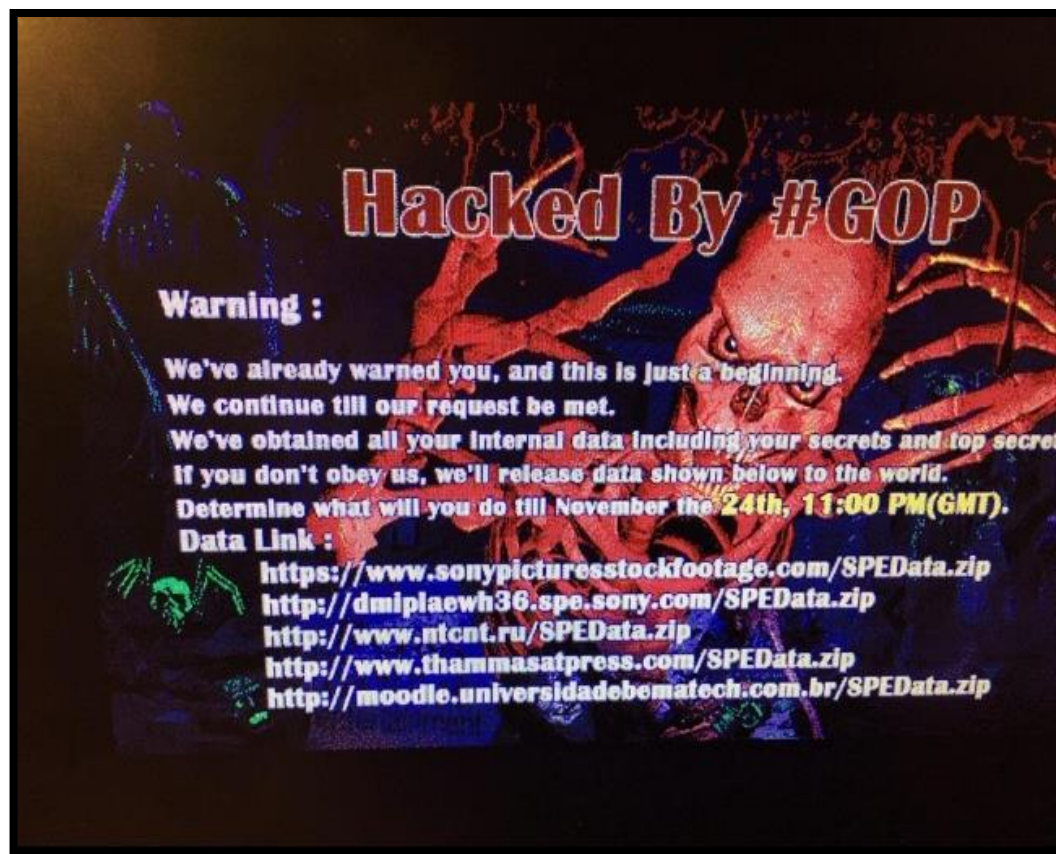 Hacked By #GOP
Warning :
We've already warned you, and this is just a beginning.
We continue till our request be met.
We've obtained all your Internal data including your secrets and top
If you don't obey us, we'll release data shown below to the world.
Determine what will you do till November the 24th, 11:00 PM(GMT).
Data Link :
https://www.sonypicturesstockfootage.com/SPEData.zip
http://dmiplaewh36.spe.sony.com/SPEData.zip
http://www.ntcnt.ru/SPEData.zip
http://www.thammasatpress.com/SPEData.zip
http://moodle.universidadebematech.com.br/SPEData.zip